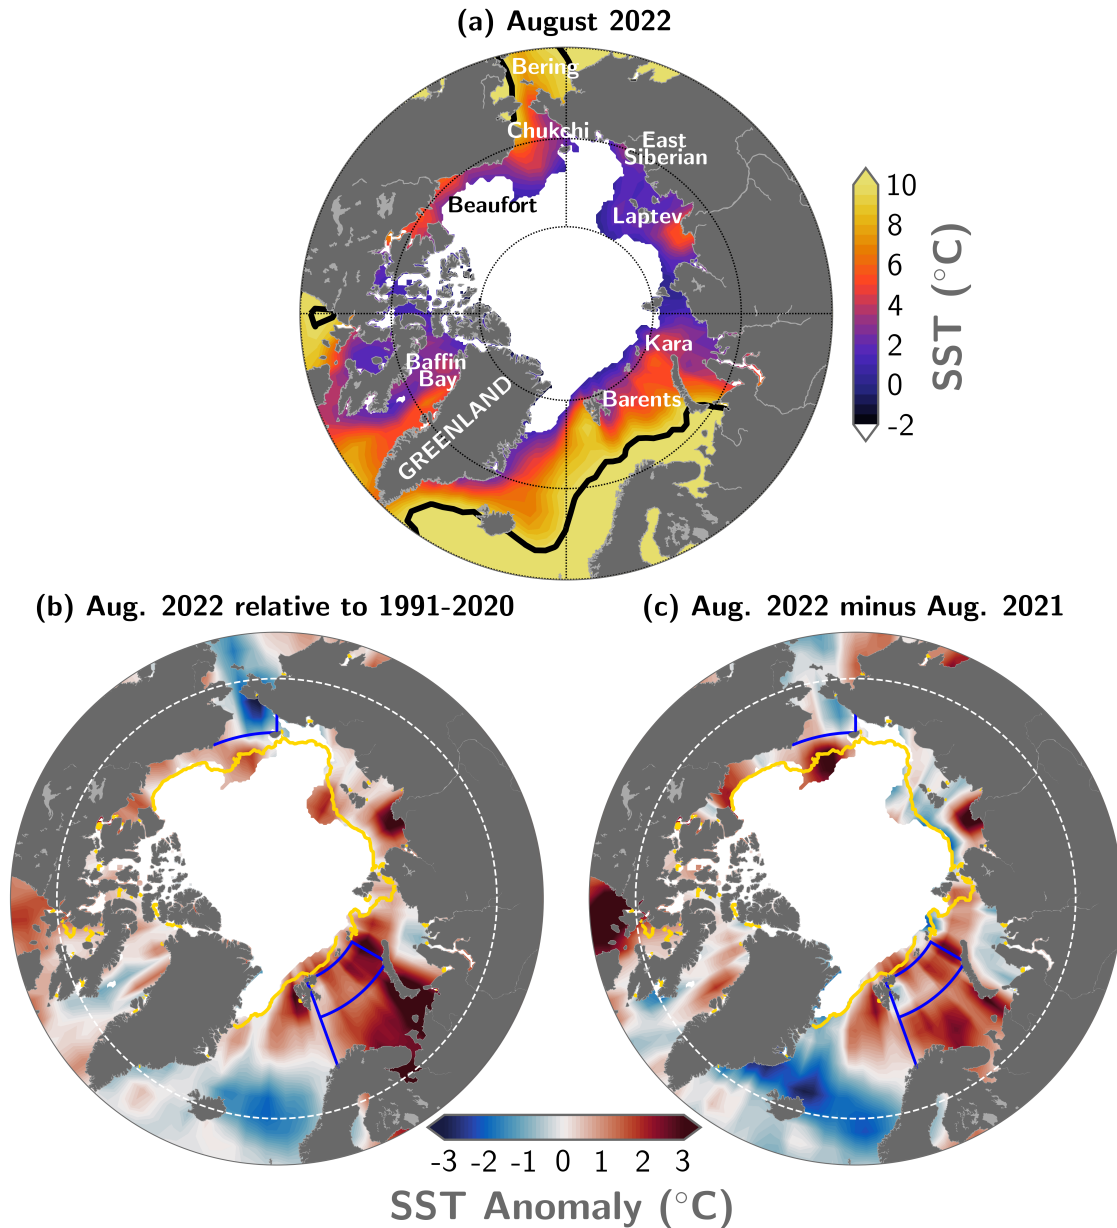 (a) August 2022
Bering
Chukchi
East
Siberian
Beaufort
Laptev
Kara
Baffin
Bay
Barents
GREENLAND
10
8
6
4
2
0
-2
SST (°C)
(b) Aug. 2022 relative to 1991-2020
(c) Aug. 2022 minus Aug. 2021
-3 -2 -1 0 1 2 3
SST Anomaly (°C)